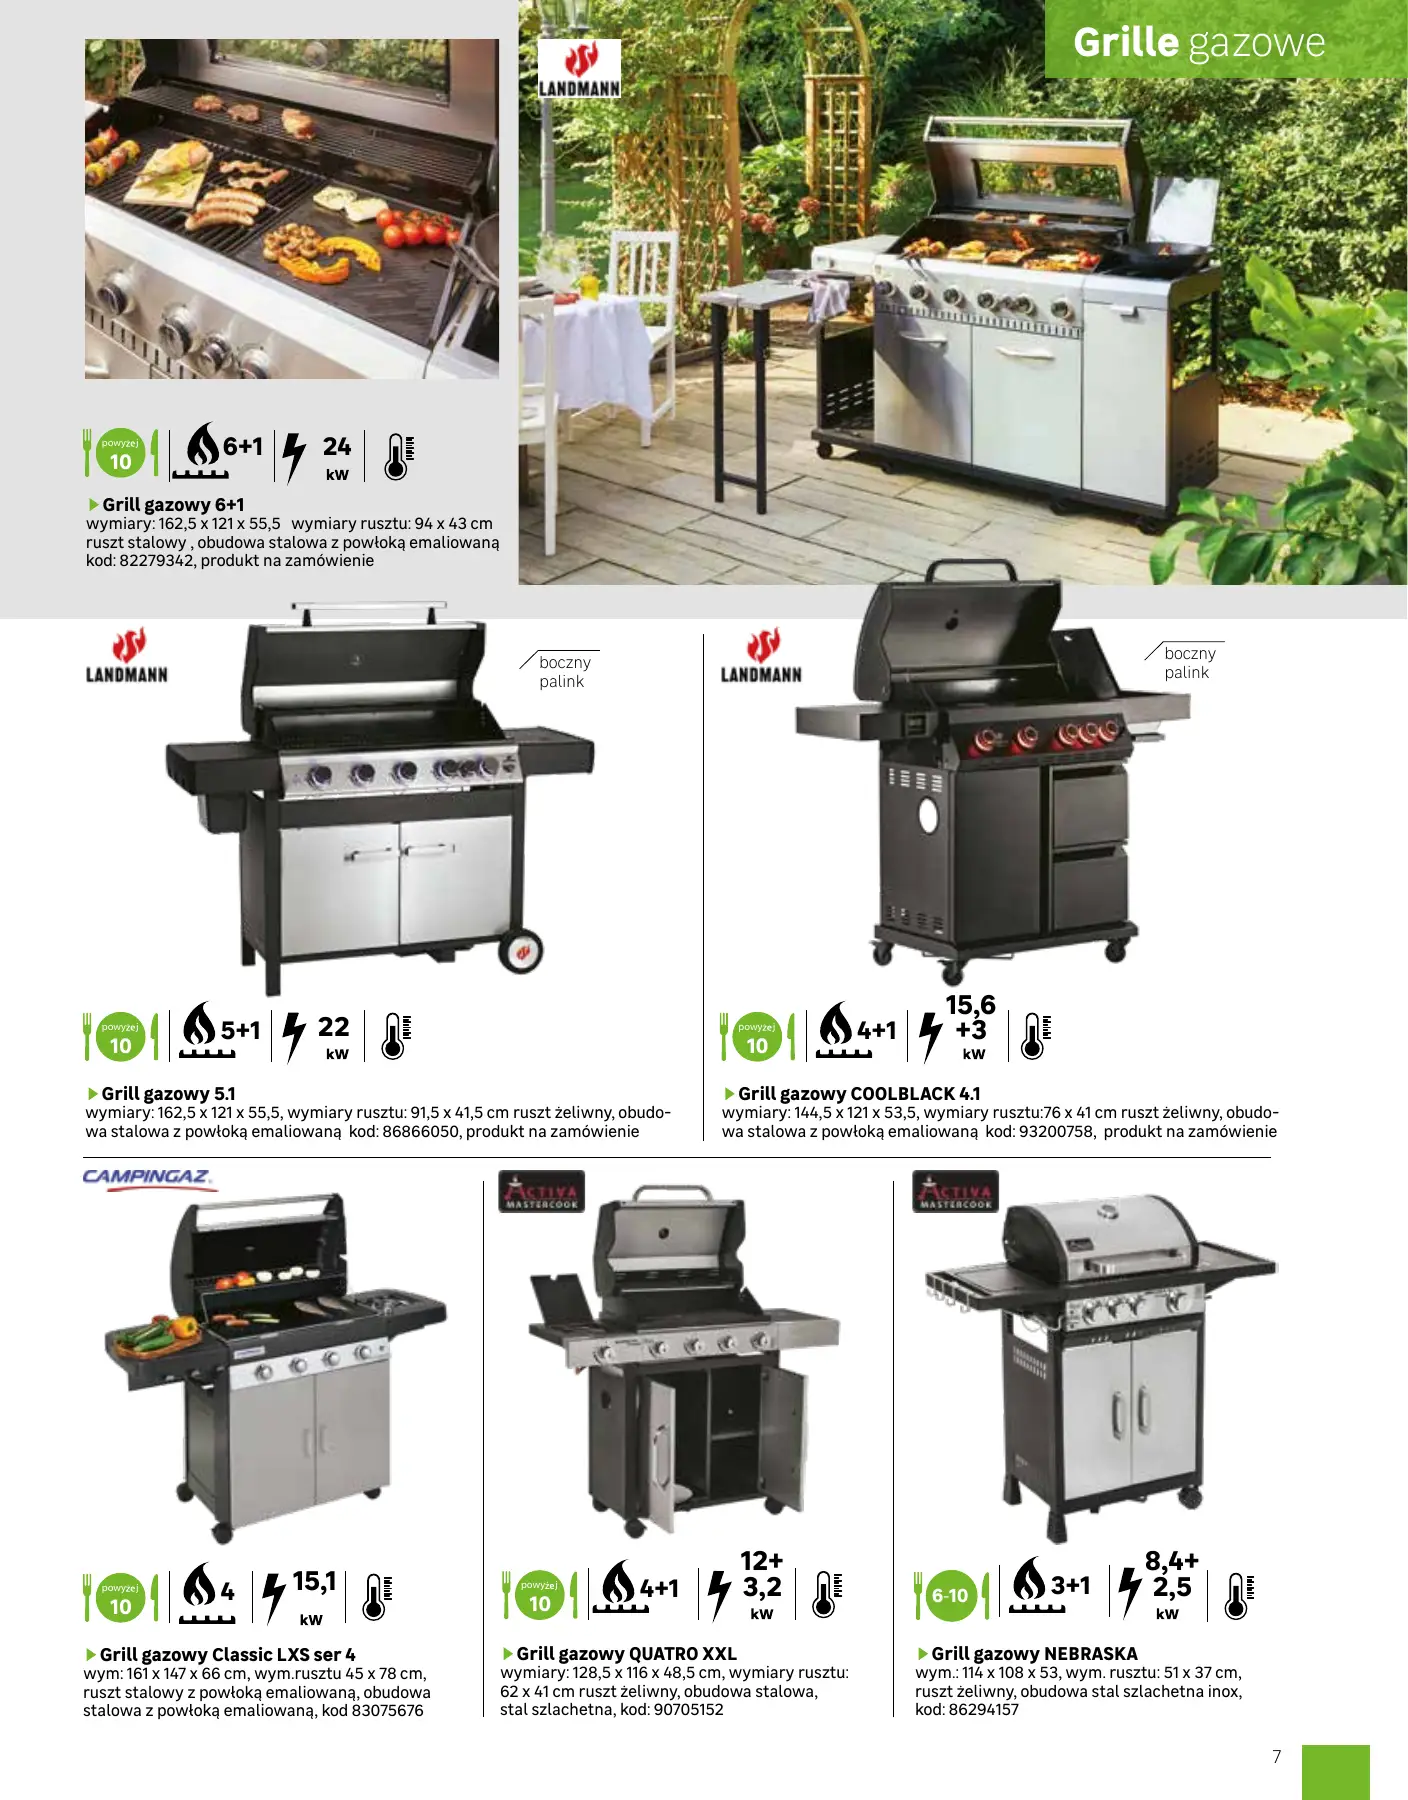 Grille gazowe
LANDMANN
powyżej
10
6+1
24
kW
Grill gazowy 6+1
wymiary: 162,5 x 121 x 55,5 wymiary rusztu: 94 x 43 cm
ruszt stalowy , obudowa stalowa z powłoką emaliowaną
kod: 82279342, produkt na zamówienie
LANDMANN
boczny
palink
powyżej
10
5+1
22
kW
Grill gazowy 5.1
wymiary: 162,5 x 121 x 55,5, wymiary rusztu: 91,5 x 41,5 cm ruszt żeliwny, obudo-
wa stalowa z powłoką emaliowaną kod: 86866050, produkt na zamówienie
LANDMANN
boczny
palink
powyżej
10
4+1
15,6
+3
kW
Grill gazowy COOLBLACK 4.1
wymiary: 144,5 x 121 x 53,5, wymiary rusztu:76 x 41 cm ruszt żeliwny, obudo-
wa stalowa z powłoką emaliowaną kod: 93200758, produkt na zamówienie
CAMPINGAZ
powyżej
10
4
15,1
kW
Grill gazowy Classic LXS ser 4
wym: 161 x 147 x 66 cm, wym.rusztu 45 x 78 cm,
ruszt stalowy z powłoką emaliowaną, obudowa
stalowa z powłoką emaliowaną, kod 83075676
ACTIVA
MASTERCOOK
powyżej
10
4+1
12+
3,2
kW
Grill gazowy QUATRO XXL
wymiary: 128,5 x 116 x 48,5 cm, wymiary rusztu:
62 x 41 cm ruszt żeliwny, obudowa stalowa,
stal szlachetna, kod: 90705152
ACTIVA
MASTERCOOK
6-10
3+1
8,4+
2,5
kW
Grill gazowy NEBRASKA
wym.: 114 x 108 x 53, wym. rusztu: 51 x 37 cm,
ruszt żeliwny, obudowa stal szlachetna inox,
kod: 86294157
7